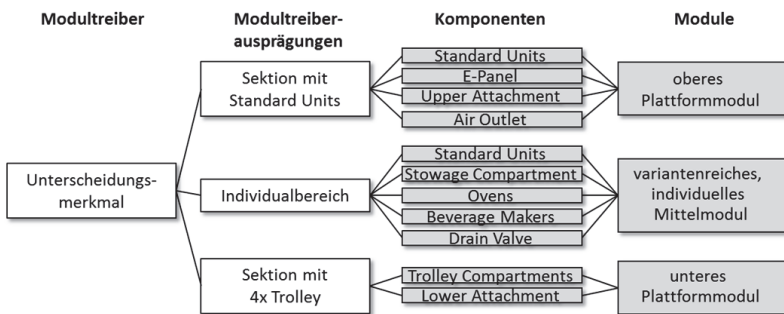 Modultreiber
Modultreiber-
ausprägungen
Komponenten
Module
Unterscheidungs-
merkmal
Sektion mit
Standard Units
Standard Units
E-Panel
Upper Attachment
Air Outlet
oberes
Plattformmodul
Individualbereich
Standard Units
Stowage Compartment
Ovens
Beverage Makers
Drain Valve
variantenreiches,
individuelles
Mittelmodul
Sektion mit
4x Trolley
Trolley Compartments
Lower Attachment
unteres
Plattformmodul